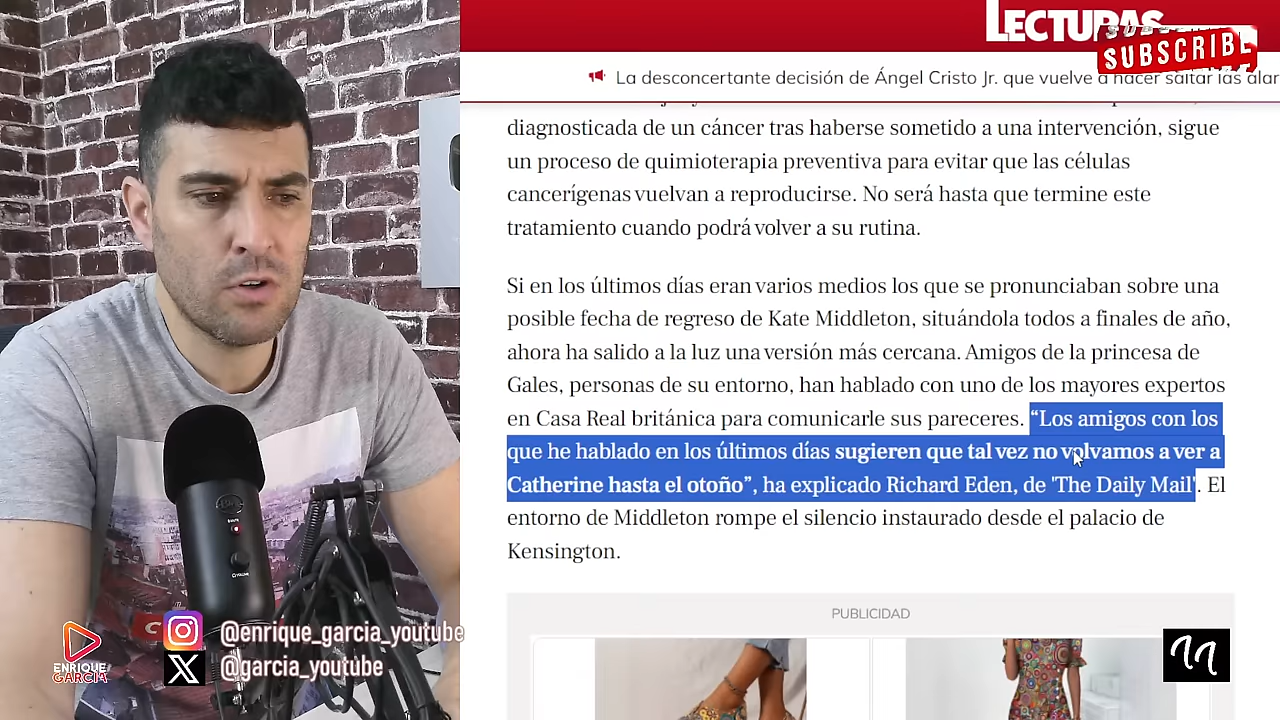 LECTURAS
SUBSCRIBE
La desconcertante decisión de Ángel Cristo Jr. que vuelve a hacer saltar las alar
diagnosticada de un cáncer tras haberse sometido a una intervención, sigue
un proceso de quimioterapia preventiva para evitar que las células
cancerígenas vuelvan a reproducirse. No será hasta que termine este
tratamiento cuando podrá volver a su rutina.
Si en los últimos días eran varios medios los que se pronunciaban sobre una
posible fecha de regreso de Kate Middleton, situándola todos a finales de año,
ahora ha salido a la luz una versión más cercana. Amigos de la princesa de
Gales, personas de su entorno, han hablado con uno de los mayores expertos
en Casa Real británica para comunicarle sus pareceres. “Los amigos con los
que he hablado en los últimos días sugieren que tal vez no volvamos a ver a
Catherine hasta el otoño”, ha explicado Richard Eden, de 'The Daily Mail'. El
entorno de Middleton rompe el silencio instaurado desde el palacio de
Kensington.
PUBLICIDAD
@enrique_garcia_youtube
@garcia_youtube
ENRIQUE
GARCIA